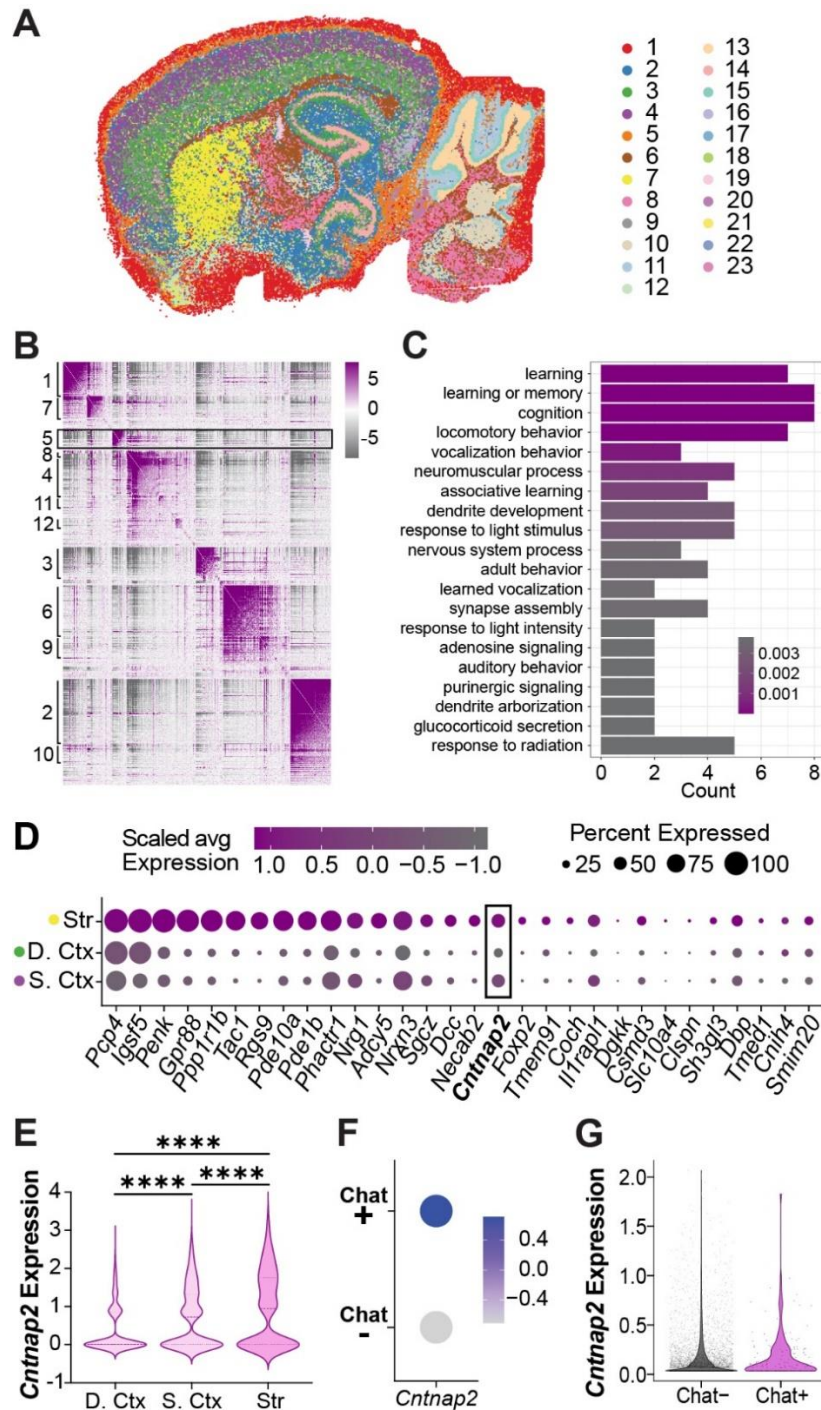 A
1 13
2 14
3 15
4 16
5 17
6 18
7 19
8 20
9 21
10 22
11 23
12
B
1
7
5
8
4
11
12
3
6
9
2
10
5
0
−5
C
learning
learning or memory
cognition
locomotory behavior
vocalization behavior
neuromuscular process
associative learning
dendrite development
response to light stimulus
nervous system process
adult behavior
learned vocalization
synapse assembly
response to light intensity
adenosine signaling
auditory behavior
purinergic signaling
dendrite arborization
glucocorticoid secretion
response to radiation
0.003
0.002
0.001
0 2 4 6 8
Count
D
Scaled avg
Expression
1.0 0.5 0.0 −0.5 −1.0
Percent Expressed
25 50 75 100
Str
D. Ctx
S. Ctx
Pcp4
Igsf5
Penk
Gpr88
Ppp1r1b
Tac1
Rgs9
Pde10a
Pde1b
Phactr1
Nrg1
Adcy5
Nrxn3
Sgcz
Dcc
Necab2
Cntnap2
Foxp2
Tmem91
Coch
Il1rapl1
Dgkk
Csmd3
Slc10a4
Clspn
Sh3gl3
Dbp
Tmed1
Cnih4
Smim20
E
****
**** ****
Cntnap2 Expression
4
3
2
1
0
-1
D. Ctx S. Ctx Str
F
Chat
+
Chat
-
0.4
0.0
−0.4
Cntnap2
G
Cntnap2 Expression
2.0
1.5
1.0
0.5
0.0
Chat− Chat+